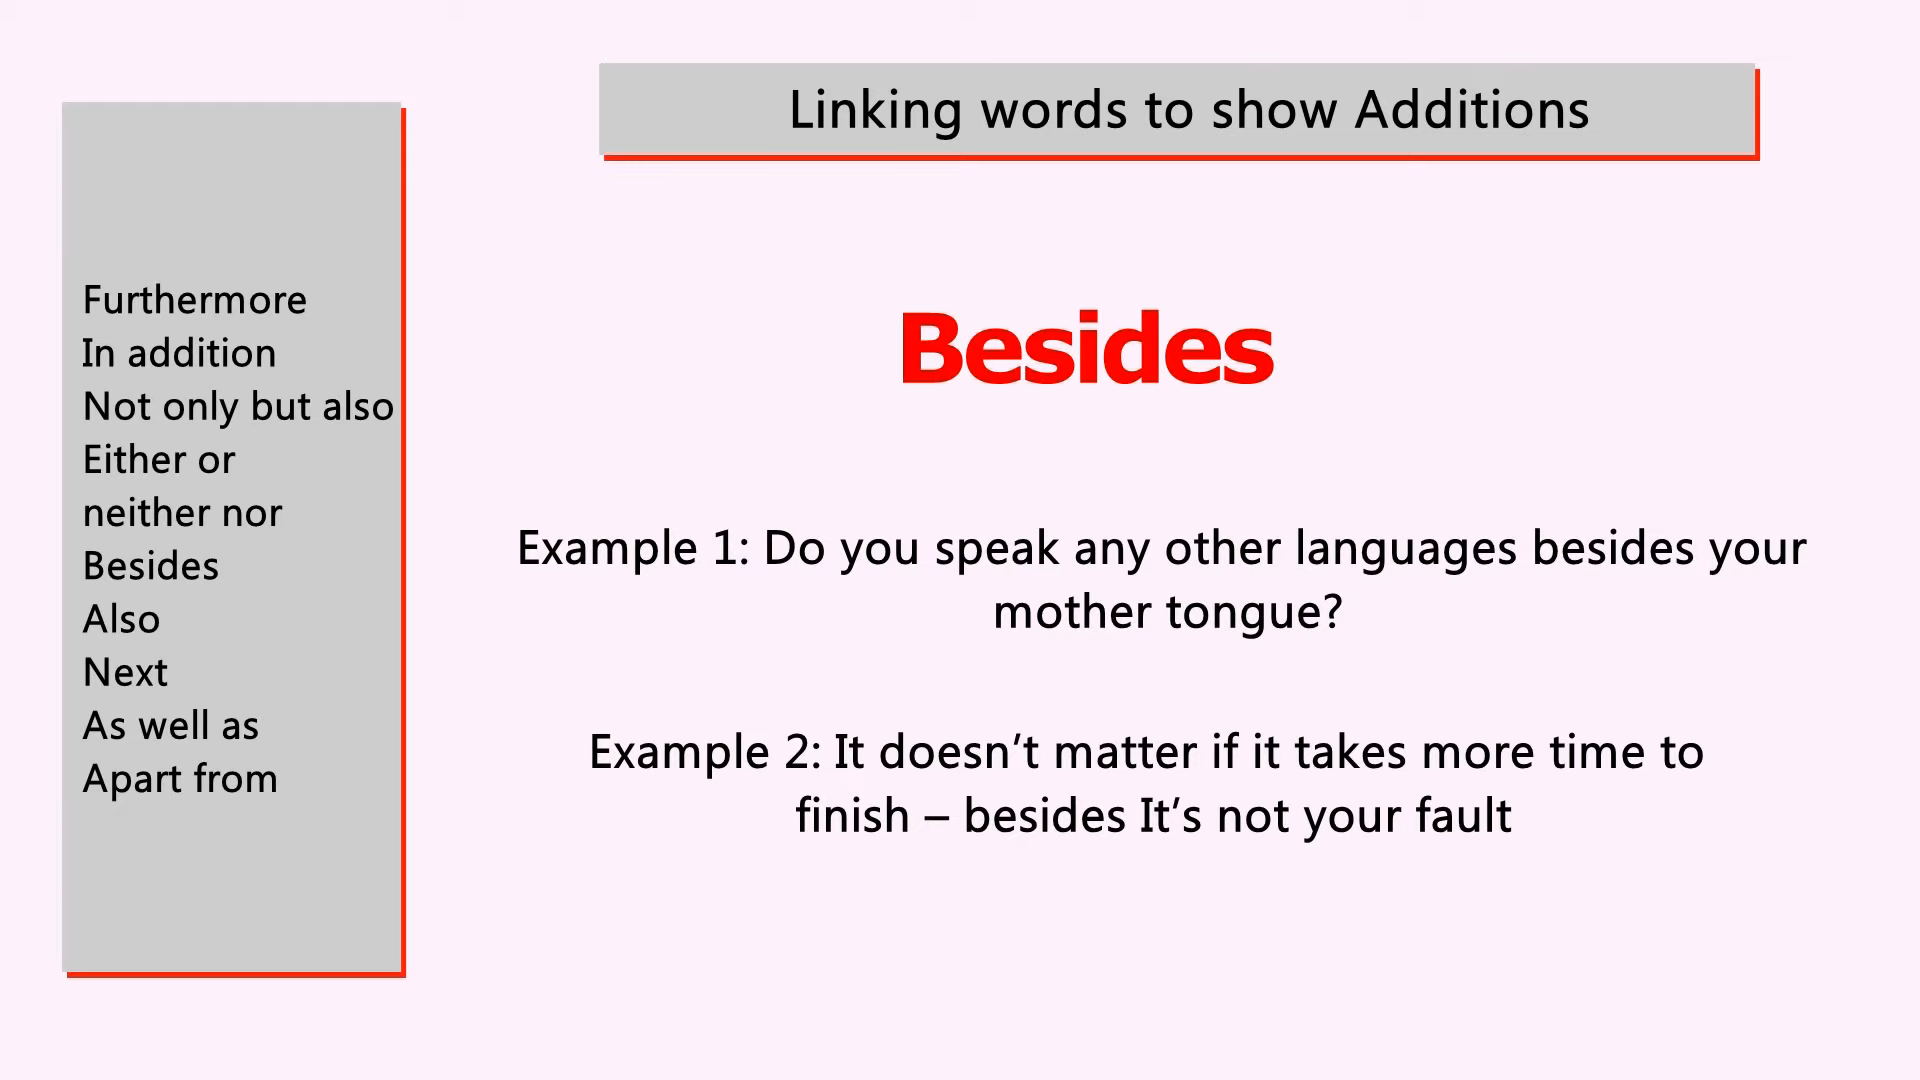 Linking words to show Additions
Furthermore
In addition
Not only but also
Either or
neither nor
Besides
Also
Next
As well as
Apart from
Besides
Example 1: Do you speak any other languages besides your
mother tongue?
Example 2: It doesn’t matter if it takes more time to
finish – besides It’s not your fault